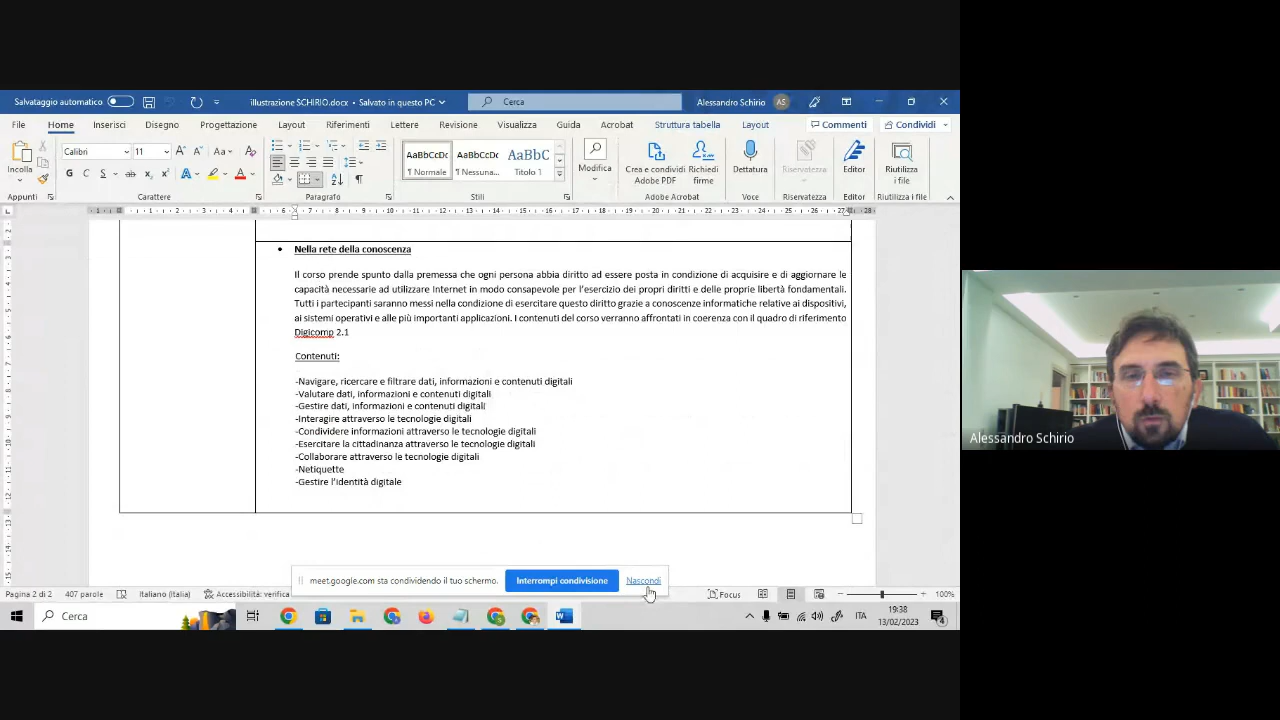 Salvataggio automatico
illustrazione SCHIRIO.docx • Salvato in questo PC
Cerca
Alessandro Schirio
AS
File Home Inserisci Disegno Progettazione Layout Riferimenti Lettere Revisione Visualizza Guida Acrobat Struttura tabella Layout
Commenti
Condividi
Incolla
Calibri
11
Aa
G C S ab x x A A
AaBbCcDc AaBbCcDc AaBbC
¶ Normale ¶ Nessuna... Titolo 1
Modifica
Crea e condividi Adobe PDF
Richiedi firme
Dettatura
Riservatezza
Editor
Riutilizza i file
Appunti
Carattere
Paragrafo
Stili
Adobe Acrobat
Voce
Riservatezza
Editor
Riutilizza i file
• Nella rete della conoscenza
Il corso prende spunto dalla premessa che ogni persona abbia diritto ad essere posta in condizione di acquisire e di aggiornare le
capacità necessarie ad utilizzare Internet in modo consapevole per l’esercizio dei propri diritti e delle proprie libertà fondamentali.
Tutti i partecipanti saranno messi nella condizione di esercitare questo diritto grazie a conoscenze informatiche relative ai dispositivi,
ai sistemi operativi e alle più importanti applicazioni. I contenuti del corso verranno affrontati in coerenza con il quadro di riferimento
Digicomp 2.1
Contenuti:
-Navigare, ricercare e filtrare dati, informazioni e contenuti digitali
-Valutare dati, informazioni e contenuti digitali
-Gestire dati, informazioni e contenuti digitali
-Interagire attraverso le tecnologie digitali
-Condividere informazioni attraverso le tecnologie digitali
-Esercitare la cittadinanza attraverso le tecnologie digitali
-Collaborare attraverso le tecnologie digitali
-Netiquette
-Gestire l’identità digitale
meet.google.com sta condividendo il tuo schermo.
Interrompi condivisione
Nascondi
Pagina 2 di 2
407 parole
Italiano (Italia)
Accessibilità: verifica
Focus
100%
Cerca
ITA
19:38
13/02/2023
4
Alessandro Schirio